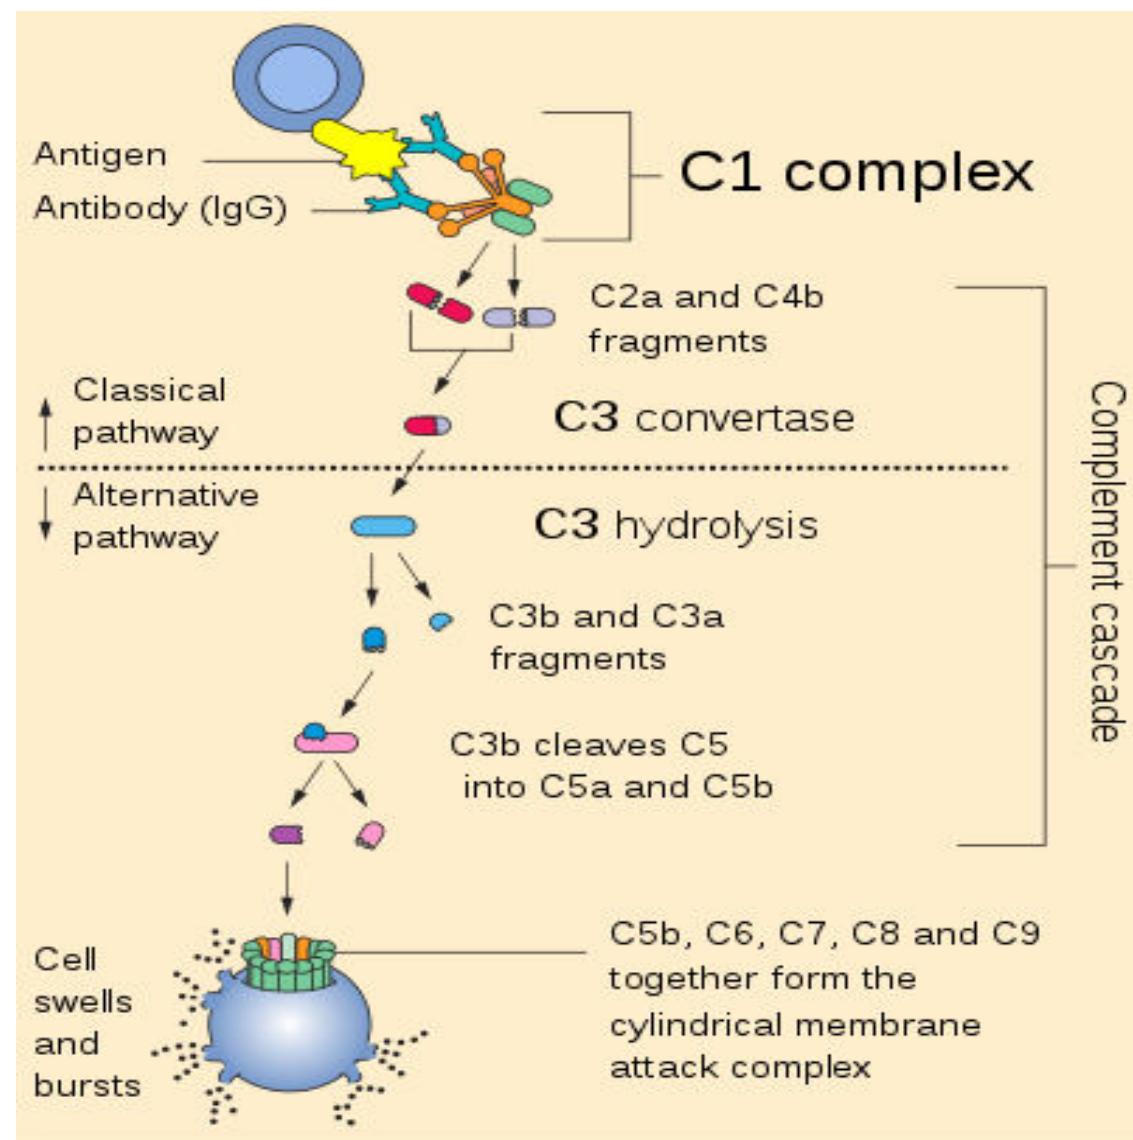 Antigen
Antibody (IgG)
C1 complex
C2a and C4b
fragments
Classical
pathway
C3 convertase
Alternative
pathway
C3 hydrolysis
C3b and C3a
fragments
C3b cleaves C5
into C5a and C5b
Complement cascade
Cell
swells
and
bursts
C5b, C6, C7, C8 and C9
together form the
cylindrical membrane
attack complex